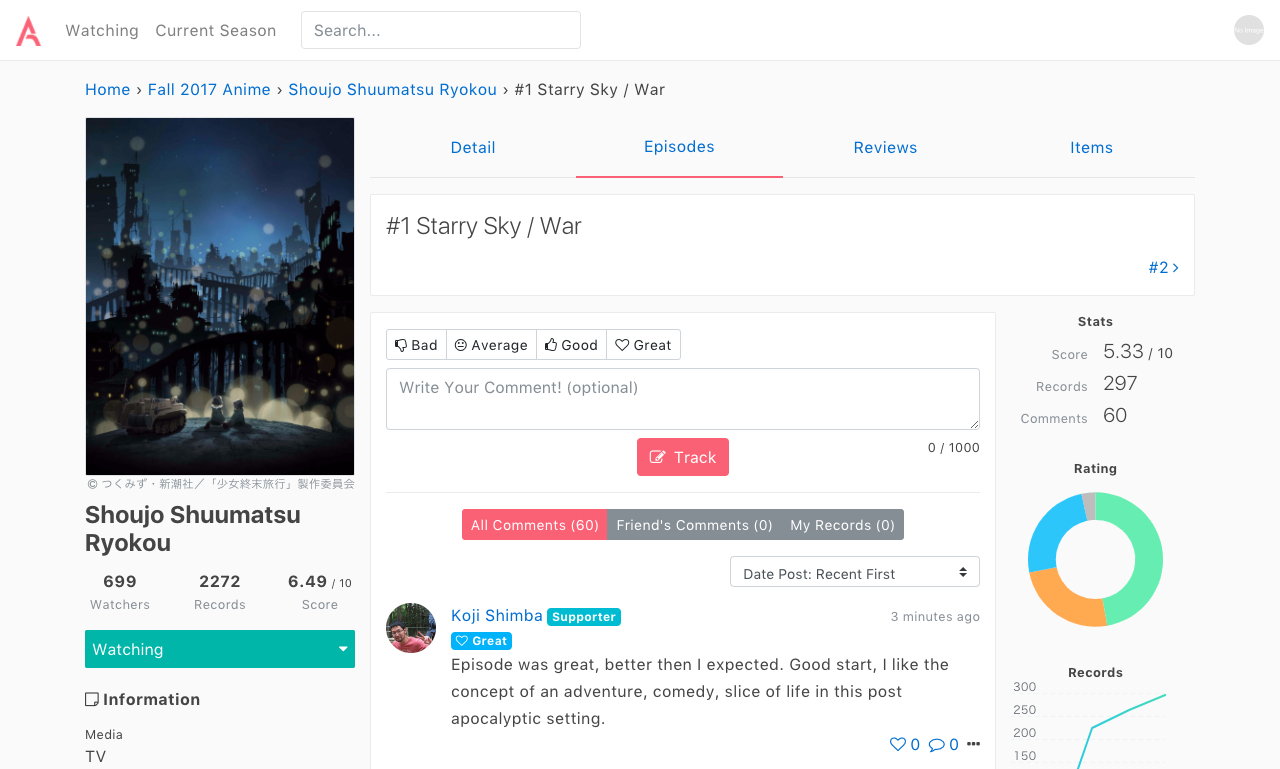 Watching Current Season Search... No Image
Home › Fall 2017 Anime › Shoujo Shuumatsu Ryokou › #1 Starry Sky / War
© つくみず・新潮社／「少女終末旅行」製作委員会
Shoujo Shuumatsu
Ryokou
699 2272 6.49 / 10
Watchers Records Score
Watching
Information
Media
TV
Detail Episodes Reviews Items
#1 Starry Sky / War
#2
Bad Average Good Great
Write Your Comment! (optional)
0 / 1000
Track
All Comments (60) Friend's Comments (0) My Records (0)
Date Post: Recent First
Koji Shimba Supporter 3 minutes ago
Great
Episode was great, better then I expected. Good start, I like the
concept of an adventure, comedy, slice of life in this post
apocalyptic setting.
0 0
Stats
Score 5.33 / 10
Records 297
Comments 60
Rating
Records
300
250
200
150